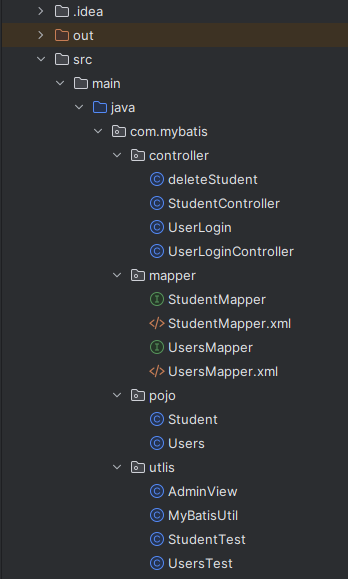 .idea
out
src
main
java
com.mybatis
controller
deleteStudent
StudentController
UserLogin
UserLoginController
mapper
StudentMapper
StudentMapper.xml
UsersMapper
UsersMapper.xml
pojo
Student
Users
utlis
AdminView
MyBatisUtil
StudentTest
UsersTest